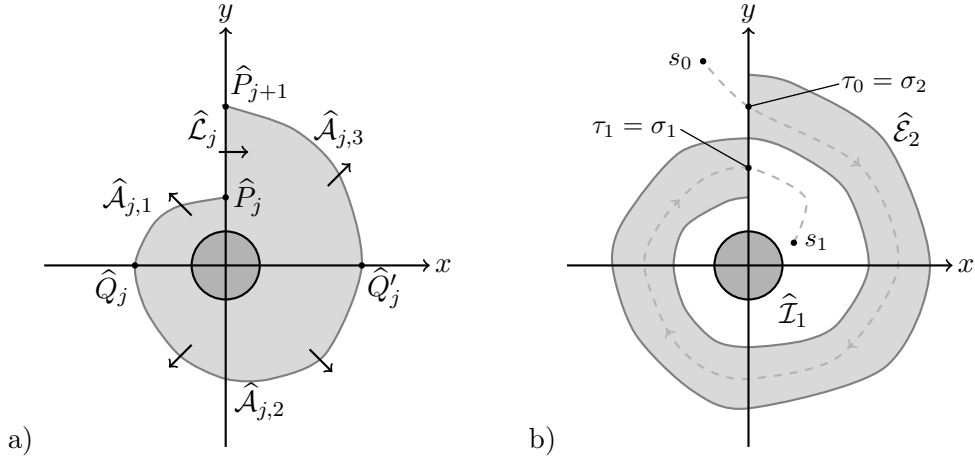 y
P̂_{j+1}
L̂_j
Â_{j,3}
Â_{j,1}
P̂_j
x
Q̂_j
Q̂′_j
Â_{j,2}
a)
y
s_0
τ_0 = σ_2
τ_1 = σ_1
Ê_2
s_1
x
Î_1
b)